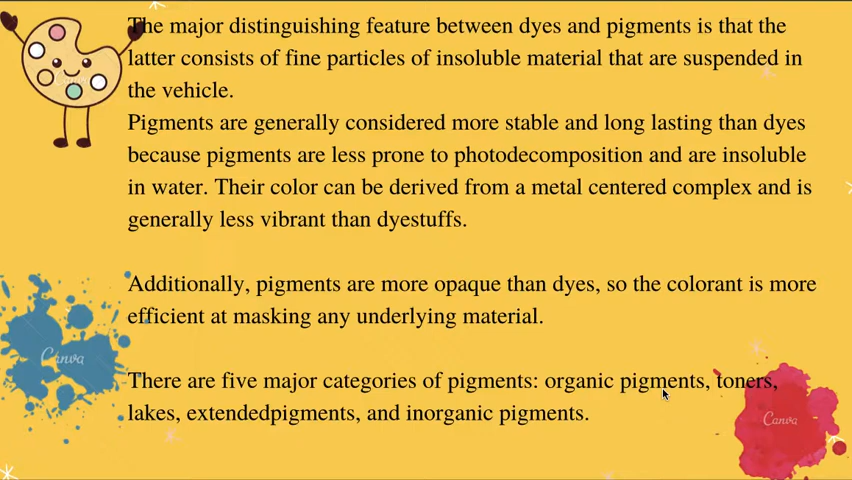 The major distinguishing feature between dyes and pigments is that the
latter consists of fine particles of insoluble material that are suspended in
the vehicle.
Pigments are generally considered more stable and long lasting than dyes
because pigments are less prone to photodecomposition and are insoluble
in water. Their color can be derived from a metal centered complex and is
generally less vibrant than dyestuffs.
Additionally, pigments are more opaque than dyes, so the colorant is more
efficient at masking any underlying material.
Canva
There are five major categories of pigments: organic pigments, toners,
lakes, extendedpigments, and inorganic pigments.
Canva